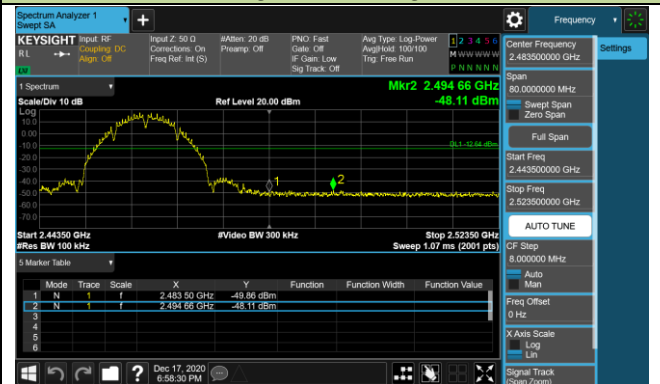 Spectrum Analyzer 1
Swept SA
+
Frequency
KEYSIGHT
RL
Input: RF
Coupling: DC
Align: Off
Input Z: 50 Ω
Corrections: On
Freq Ref: Int (S)
#Atten: 20 dB
Preamp: Off
PNO: Fast
Gate: Off
IF Gain: Low
Sig Track: Off
Avg Type: Log-Power
Avg|Hold: 100/100
Trig: Free Run
1 2 3 4 5 6
M W W W W W
P N N N N N
LXI
1 Spectrum
Scale/Div 10 dB
Ref Level 20.00 dBm
Mkr2 2.494 66 GHz
-48.11 dBm
Log
10.0
0.00
-10.0
-20.0
-30.0
-40.0
-50.0
-60.0
-70.0
DL1 -12.64 dBm
1
2
Start 2.44350 GHz
#Res BW 100 kHz
#Video BW 300 kHz
Stop 2.52350 GHz
Sweep 1.07 ms (2001 pts)
5 Marker Table
Mode Trace Scale X Y Function Function Width Function Value
1 N 1 f 2.483 50 GHz -49.86 dBm
2 N 1 f 2.494 66 GHz -48.11 dBm
3
4
5
6
Dec 17, 2020
6:58:30 PM
Settings
Center Frequency
2.483500000 GHz
Span
80.0000000 MHz
Swept Span
Zero Span
Full Span
Start Freq
2.443500000 GHz
Stop Freq
2.523500000 GHz
AUTO TUNE
CF Step
8.000000 MHz
Auto
Man
Freq Offset
0 Hz
X Axis Scale
Log
Lin
Signal Track
(Span Zoom)